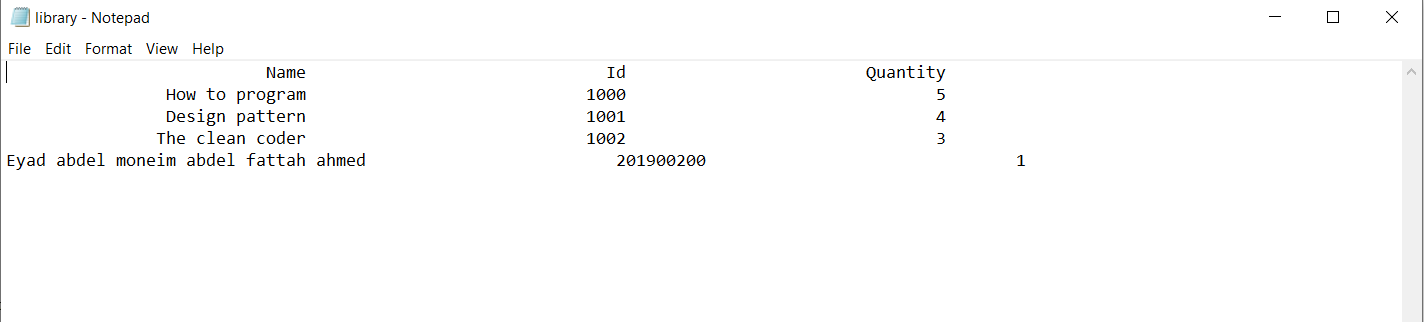 library - Notepad
File Edit Format View Help
Name Id Quantity
How to program 1000 5
Design pattern 1001 4
The clean coder 1002 3
Eyad abdel moneim abdel fattah ahmed 201900200 1